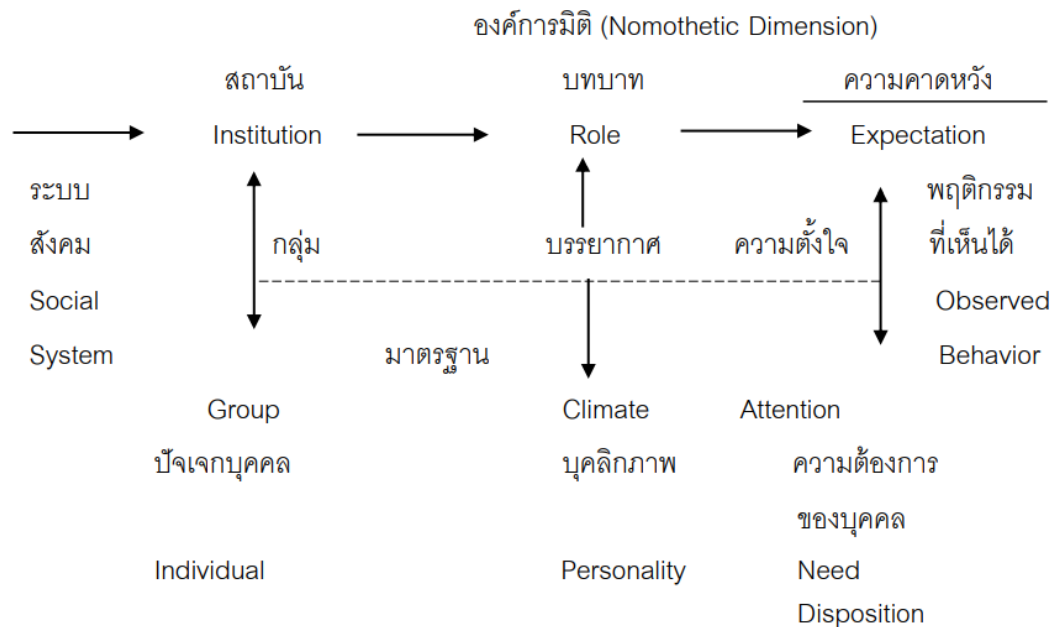 องค์การมิติ (Nomothetic Dimension)
สถาบัน บทบาท ความคาดหวัง
Institution Role Expectation
ระบบ พฤติกรรม
สังคม กลุ่ม บรรยากาศ ความตั้งใจ ที่เห็นได้
Social Observed
System มาตรฐาน Behavior
Group Climate Attention
ปัจเจกบุคคล บุคลิกภาพ ความต้องการ
ของบุคคล
Individual Personality Need
Disposition